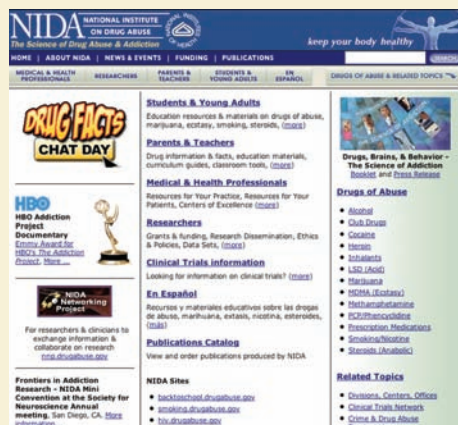 NIDA NATIONAL INSTITUTE
ON DRUG ABUSE
The Science of Drug Abuse & Addiction
keep your body healthy
HOME | ABOUT NIDA | NEWS & EVENTS | FUNDING | PUBLICATIONS
MEDICAL & HEALTH
PROFESSIONALS
RESEARCHERS
PARENTS &
TEACHERS
STUDENTS &
YOUNG ADULTS
EN
ESPAÑOL
DRUGS OF ABUSE & RELATED TOPICS
DRUG FACTS
CHAT DAY
HBO
HBO Addiction
Project
Documentary
Emmy Award for
HBO's The Addiction
Project. More ...
NIDA
Networking
Project
For researchers & clinicians to
exchange information &
collaborate on research
nnp.drugabuse.gov
Frontiers in Addiction
Research - NIDA Mini
Convention at the Society for
Neuroscience Annual
meeting, San Diego, CA. More
information
Students & Young Adults
Education resources & materials on drugs of abuse,
marijuana, ecstasy, smoking, steroids, (more)
Parents & Teachers
Drug information & facts, education materials,
curriculum guides, classroom tools, (more)
Medical & Health Professionals
Resources for Your Practice, Resources for Your
Patients, Centers of Excellence (more)
Researchers
Grants & funding, Research Dissemination, Ethics
& Policies, Data Sets, (more)
Clinical Trials information
Looking for information on clinical trials? (more)
En Español
Recursos y materiales educativos sobre las drogas
de abuso, marihuana, extasis, nicotina, esteroides,
(más)
Publications Catalog
View and order publications produced by NIDA
NIDA Sites
backtoschool.drugabuse.gov
smoking.drugabuse.gov
hiv.drugabuse.gov
Drugs, Brains, & Behavior -
The Science of Addiction
Booklet and Press Release
Drugs of Abuse
Alcohol
Club Drugs
Cocaine
Heroin
Inhalants
LSD (Acid)
Marijuana
MDMA (Ecstasy)
Methamphetamine
PCP/Phencyclidine
Prescription Medications
Smoking/Nicotine
Steroids (Anabolic)
Related Topics
Divisions, Centers, Offices
Clinical Trials Network
Crime & Drug Abuse